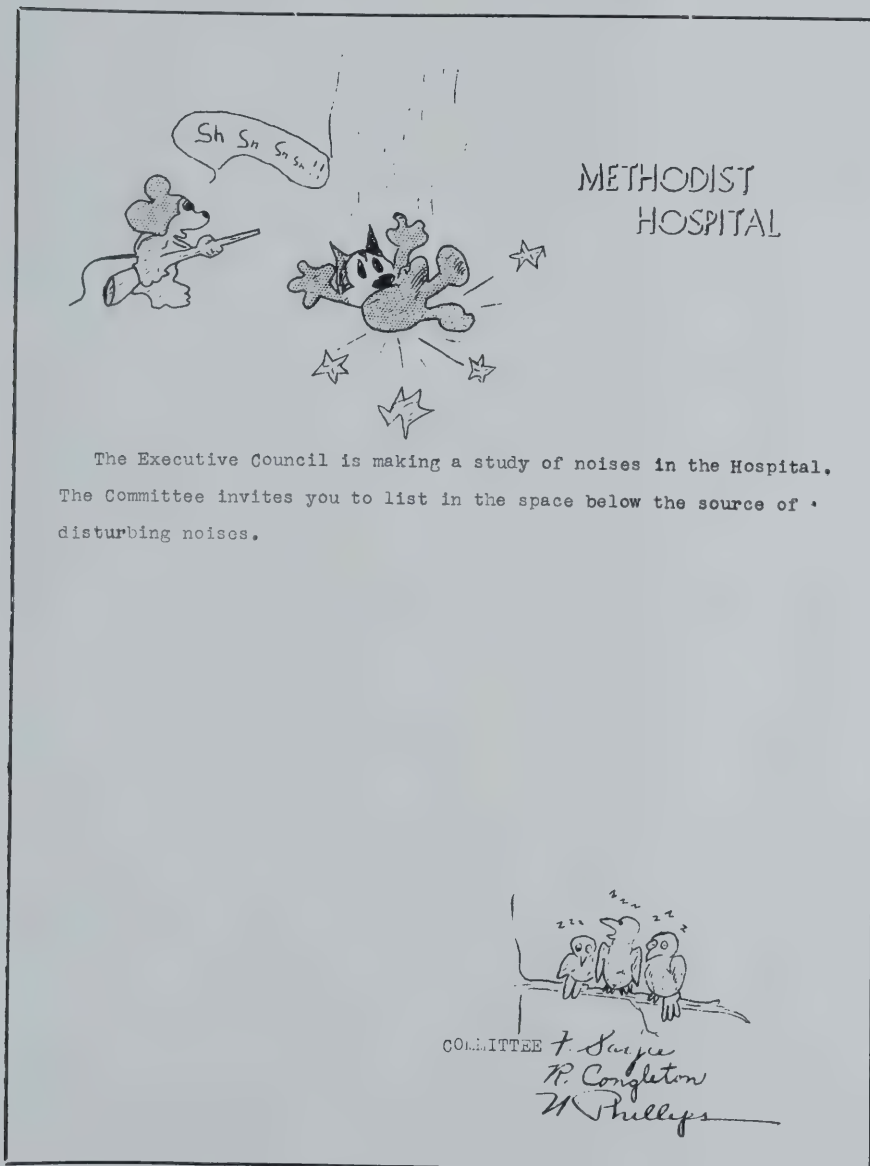 Sh Sh Sh Sh !!
METHODIST
HOSPITAL
The Executive Council is making a study of noises in the Hospital.
The Committee invites you to list in the space below the source of
disturbing noises.
z z z
z z z
z z z
COMMITTEE F.
R. Congleton
Phillips